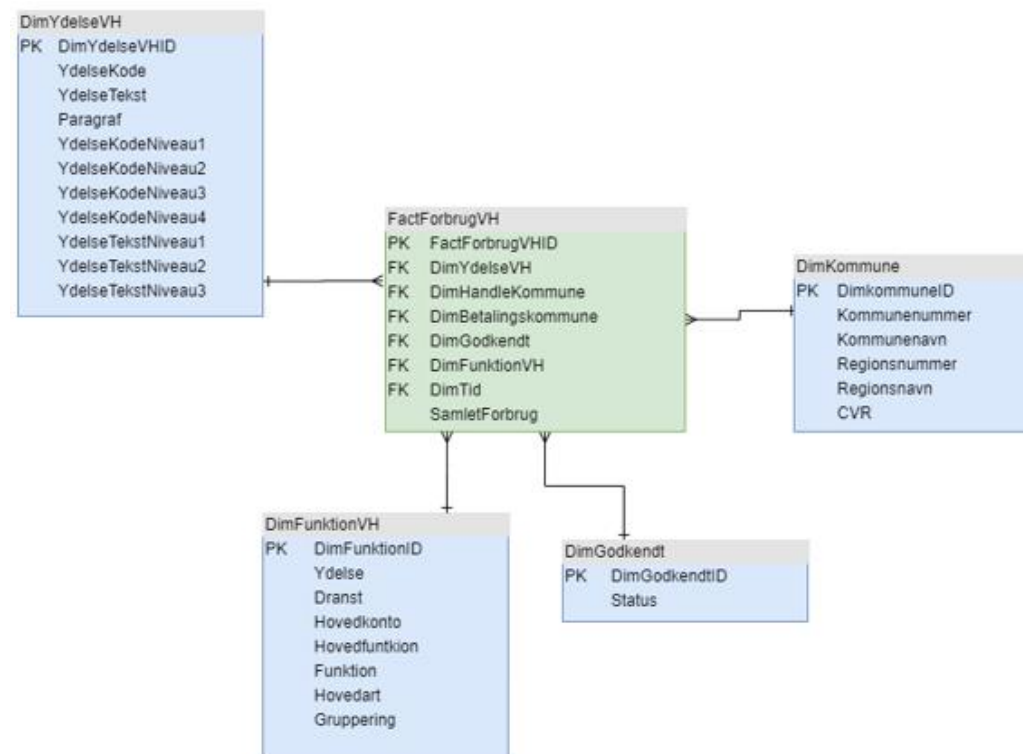 DimYdelseVH
PK DimYdelseVHID
YdelseKode
YdelseTekst
Paragraf
YdelseKodeNiveau1
YdelseKodeNiveau2
YdelseKodeNiveau3
YdelseKodeNiveau4
YdelseTekstNiveau1
YdelseTekstNiveau2
YdelseTekstNiveau3
FactForbrugVH
PK FactForbrugVHID
FK DimYdelseVH
FK DimHandleKommune
FK DimBetalingskommune
FK DimGodkendt
FK DimFunktionVH
FK DimTid
SamletForbrug
DimKommune
PK DimkommuneID
Kommunenummer
Kommunenavn
Regionsnummer
Regionsnavn
CVR
DimFunktionVH
PK DimFunktionID
Ydelse
Dranst
Hovedkonto
Hovedfuntkion
Funktion
Hovedart
Gruppering
DimGodkendt
PK DimGodkendtID
Status